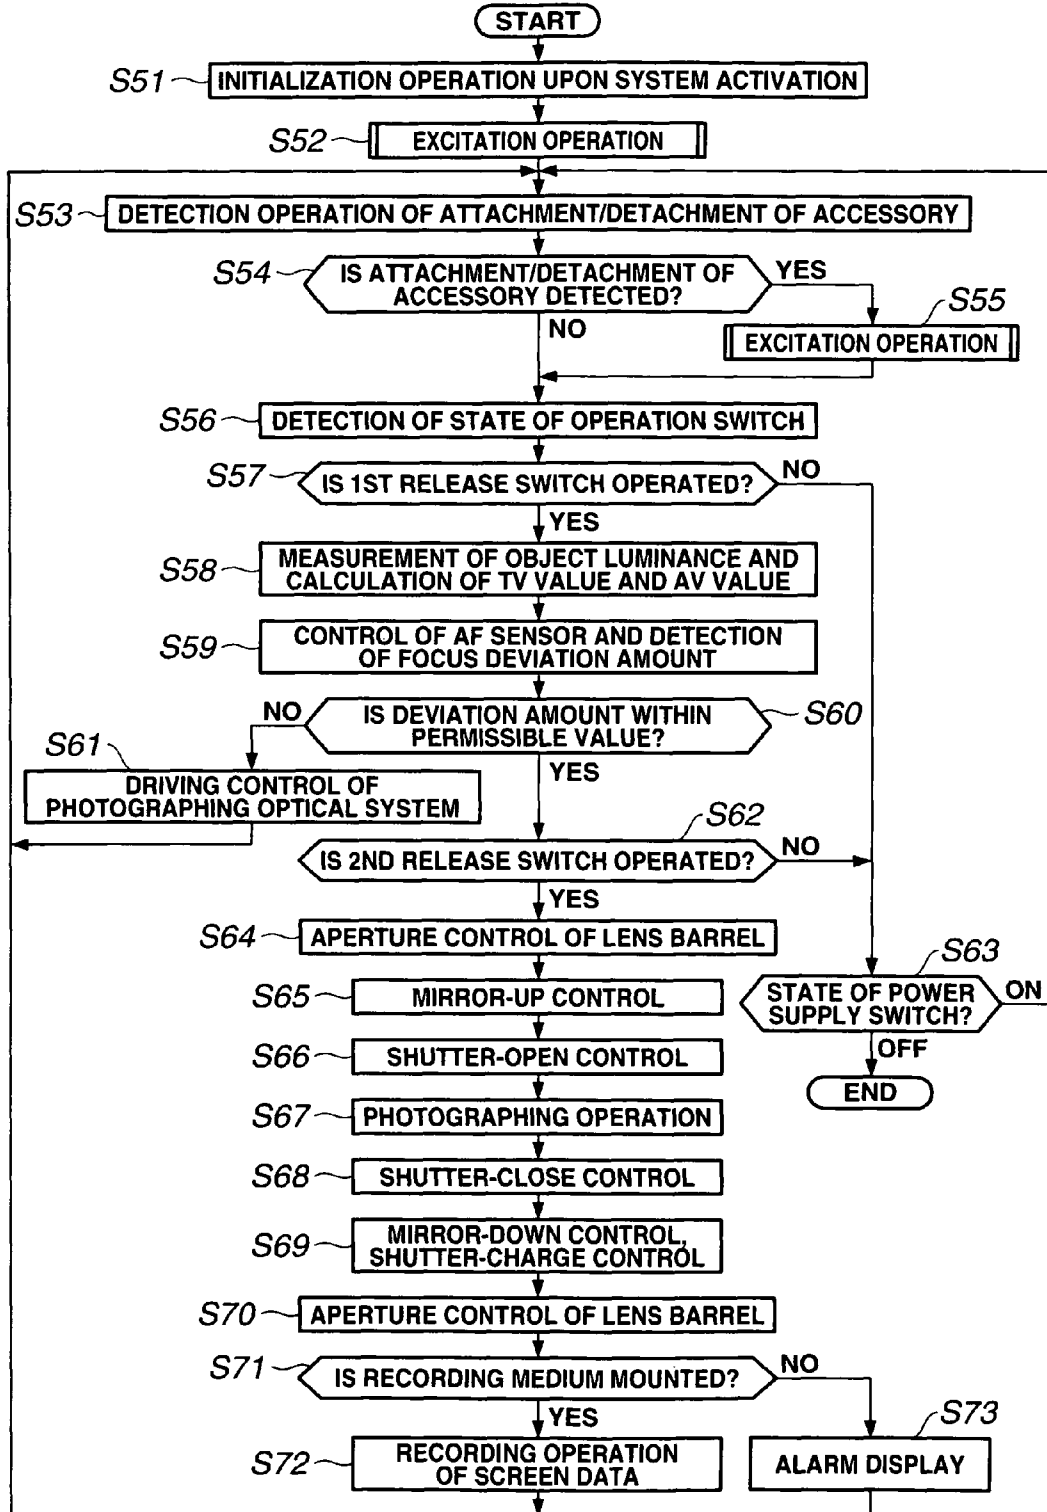 START
S51
INITIALIZATION OPERATION UPON SYSTEM ACTIVATION
S52
EXCITATION OPERATION
S53
DETECTION OPERATION OF ATTACHMENT/DETACHMENT OF ACCESSORY
S54
IS ATTACHMENT/DETACHMENT OF
ACCESSORY DETECTED?
YES
NO
S55
EXCITATION OPERATION
S56
DETECTION OF STATE OF OPERATION SWITCH
S57
IS 1ST RELEASE SWITCH OPERATED?
NO
YES
S58
MEASUREMENT OF OBJECT LUMINANCE AND
CALCULATION OF TV VALUE AND AV VALUE
S59
CONTROL OF AF SENSOR AND DETECTION
OF FOCUS DEVIATION AMOUNT
S60
IS DEVIATION AMOUNT WITHIN
PERMISSIBLE VALUE?
NO
YES
S61
DRIVING CONTROL OF
PHOTOGRAPHING OPTICAL SYSTEM
S62
IS 2ND RELEASE SWITCH OPERATED?
NO
YES
S63
STATE OF POWER
SUPPLY SWITCH?
ON
OFF
END
S64
APERTURE CONTROL OF LENS BARREL
S65
MIRROR-UP CONTROL
S66
SHUTTER-OPEN CONTROL
S67
PHOTOGRAPHING OPERATION
S68
SHUTTER-CLOSE CONTROL
S69
MIRROR-DOWN CONTROL,
SHUTTER-CHARGE CONTROL
S70
APERTURE CONTROL OF LENS BARREL
S71
IS RECORDING MEDIUM MOUNTED?
NO
YES
S72
RECORDING OPERATION
OF SCREEN DATA
S73
ALARM DISPLAY